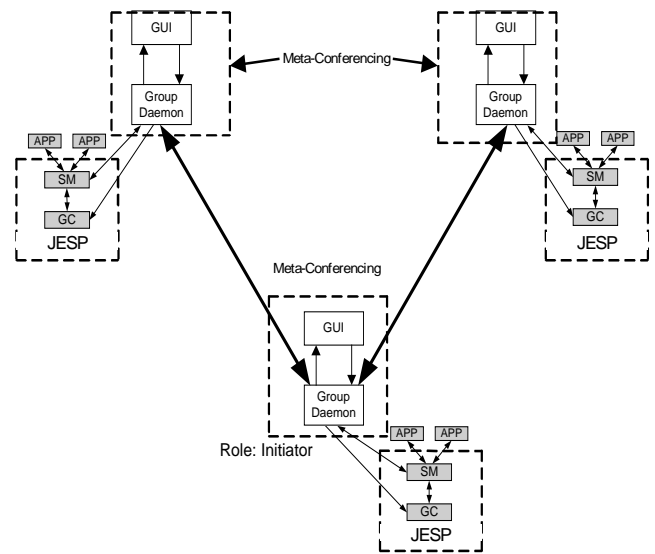 GUI
Meta-Conferencing
GUI
Group
Daemon
Group
Daemon
APP
APP
SM
GC
JESP
APP
APP
SM
GC
JESP
Meta-Conferencing
GUI
Group
Daemon
Role: Initiator
APP
APP
SM
GC
JESP